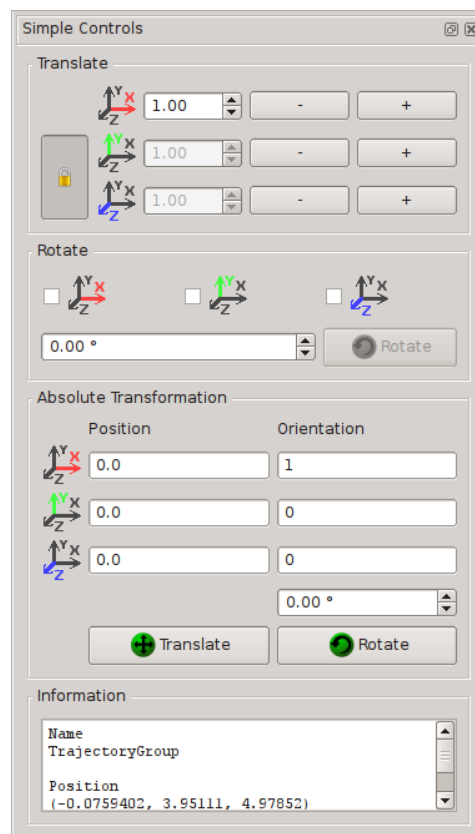 Simple Controls
Translate
Y X Z 1.00 - +
Y X Z 1.00 - +
Y X Z 1.00 - +
Rotate
Y X Z Y X Z Y X Z
0.00 ° Rotate
Absolute Transformation
Position Orientation
Y X Z 0.0 1
Y X Z 0.0 0
Y X Z 0.0 0
0.00 °
Translate Rotate
Information
Name
TrajectoryGroup
Position
(-0.0759402, 3.95111, 4.97852)